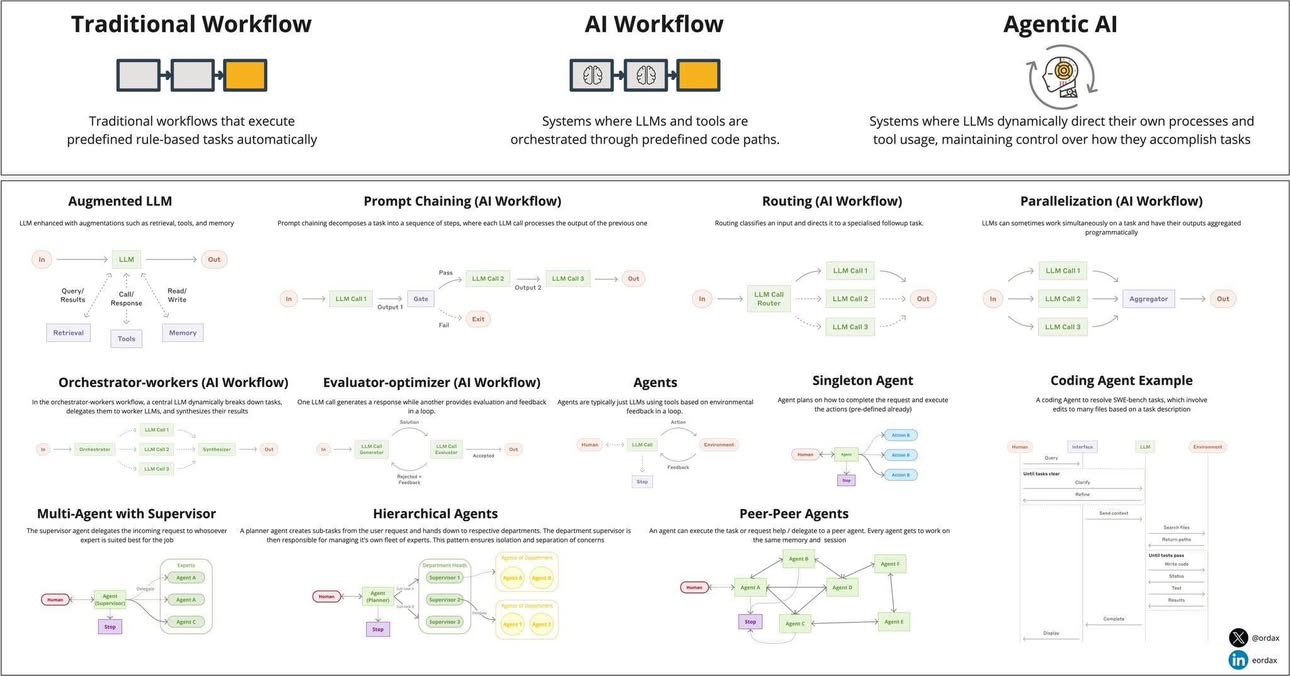 Traditional Workflow
Traditional workflows that execute
predefined rule-based tasks automatically
AI Workflow
Systems where LLMs and tools are
orchestrated through predefined code paths.
Agentic AI
Systems where LLMs dynamically direct their own processes and
tool usage, maintaining control over how they accomplish tasks
Augmented LLM
LLM enhanced with augmentations such as retrieval, tools, and memory
In
LLM
Out
Query/
Results
Call/
Response
Read/
Write
Retrieval
Tools
Memory
Prompt Chaining (AI Workflow)
Prompt chaining decomposes a task into a sequence of steps, where each LLM call processes the output of the previous one
In
LLM Call 1
Output 1
Gate
Pass
Fail
LLM Call 2
Output 2
LLM Call 3
Out
Exit
Routing (AI Workflow)
Routing classifies an input and directs it to a specialised followup task.
In
LLM Call
Router
LLM Call 1
LLM Call 2
LLM Call 3
Out
Parallelization (AI Workflow)
LLMs can sometimes work simultaneously on a task and have their outputs aggregated
programmatically
In
LLM Call 1
LLM Call 2
LLM Call 3
Aggregator
Out
Orchestrator-workers (AI Workflow)
In the orchestrator-workers workflow, a central LLM dynamically breaks down tasks,
delegates them to worker LLMs, and synthesizes their results
In
Orchestrator
LLM Call 1
LLM Call 2
LLM Call 3
Synthesizer
Out
Evaluator-optimizer (AI Workflow)
One LLM call generates a response while another provides evaluation and feedback
in a loop.
In
LLM Call
Generator
Solution
Rejected +
Feedback
LLM Call
Evaluator
Accepted
Out
Agents
Agents are typically just LLMs using tools based on environmental
feedback in a loop.
Human
LLM Call
Action
Feedback
Environment
Stop
Singleton Agent
Agent plans on how to complete the request and execute
the actions (pre-defined already)
Human
Agent
Stop
Action B
Action B
Action B
Coding Agent Example
A coding Agent to resolve SWE-bench tasks, which involve
edits to many files based on a task description
Human
Interface
LLM
Environment
Query
Until tasks clear
Clarify
Refine
Send context
Search files
Return paths
Until tests pass
Write code
Status
Test
Results
Complete
Display
Multi-Agent with Supervisor
The supervisor agent delegates the incoming request to whosoever
expert is suited best for the job
Human
Agent
(Supervisor)
Stop
Delegate
Experts
Agent A
Agent A
Agent C
Hierarchical Agents
A planner agent creates sub-tasks from the user request and hands down to respective departments. The department supervisor is
then responsible for managing it's own fleet of experts. This pattern ensures isolation and separation of concerns
Human
Agent
(Planner)
Stop
Department Heads
Supervisor 1
Supervisor 2
Supervisor 3
Agents of Department
Agent A
Agent B
Agents of Department
Agent 1
Agent 2
Peer-Peer Agents
An agent can execute the task or request help / delegate to a peer agent. Every agent gets to work on
the same memory and session
Human
Agent A
Agent B
Agent D
Agent F
Stop
Agent C
Agent E
@ordax
in
eordax